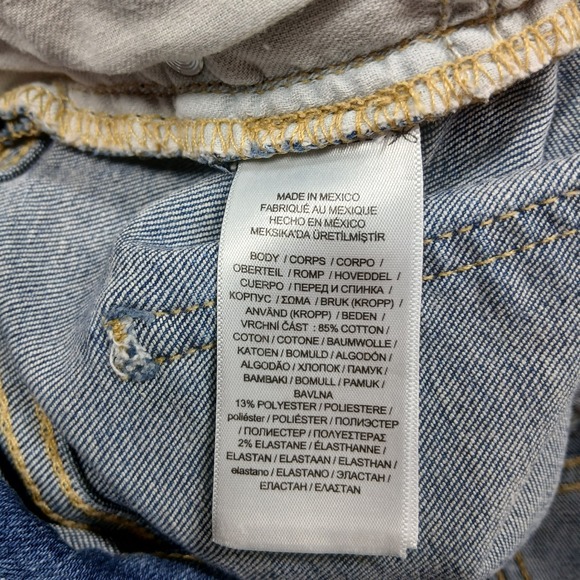 MADE IN MEXICO
FABRIQUÉ AU MEXIQUE
HECHO EN MÉXICO
MEKSIKA'DA ÜRETİLMİŞTİR
BODY / CORPS / CORPO /
OBERTEIL / ROMP / HOVEDDEL /
CUERPO / ПЕРЕД И СПИНКА /
КОРПУС / ΣΩΜΑ / BRUK (KROPP) /
ANVÄND (KROPP) / BEDEN /
VRCHNÍ ČÁST : 85% COTTON /
COTON / COTONE / BAUMWOLLE /
KATOEN / BOMULD / ALGODÓN /
ALGODÃO / ХЛОПОК / ПАМУК /
ΒΑΜΒΑΚΙ / BOMULL / PAMUK /
BAVLNA
13% POLYESTER / POLIESTERE /
poliéster / POLIÉSTER / ПОЛИЭСТЕР
/ ПОЛИЕСТЕР / ΠΟΛΥΕΣΤΕΡΑΣ
2% ELASTANE / ÉLASTHANNE /
ELASTAN / ELASTAAN / ELASTHAN /
elastano / ELASTANO / ЭЛАСТАН /
ЕЛАСТАН / ΕΛΑΣΤΑΝ